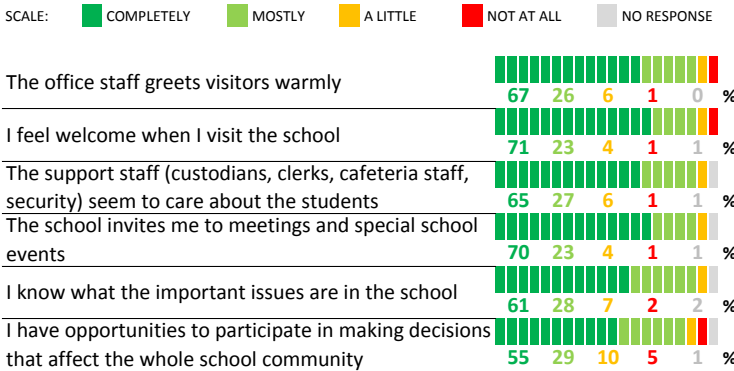 SCALE: COMPLETELY MOSTLY A LITTLE NOT AT ALL NO RESPONSE
The office staff greets visitors warmly
67 26 6 1 0 %
I feel welcome when I visit the school
71 23 4 1 1 %
The support staff (custodians, clerks, cafeteria staff,
security) seem to care about the students
65 27 6 1 1 %
The school invites me to meetings and special school
events
70 23 4 1 1 %
I know what the important issues are in the school
61 28 7 2 2 %
I have opportunities to participate in making decisions
that affect the whole school community
55 29 10 5 1 %